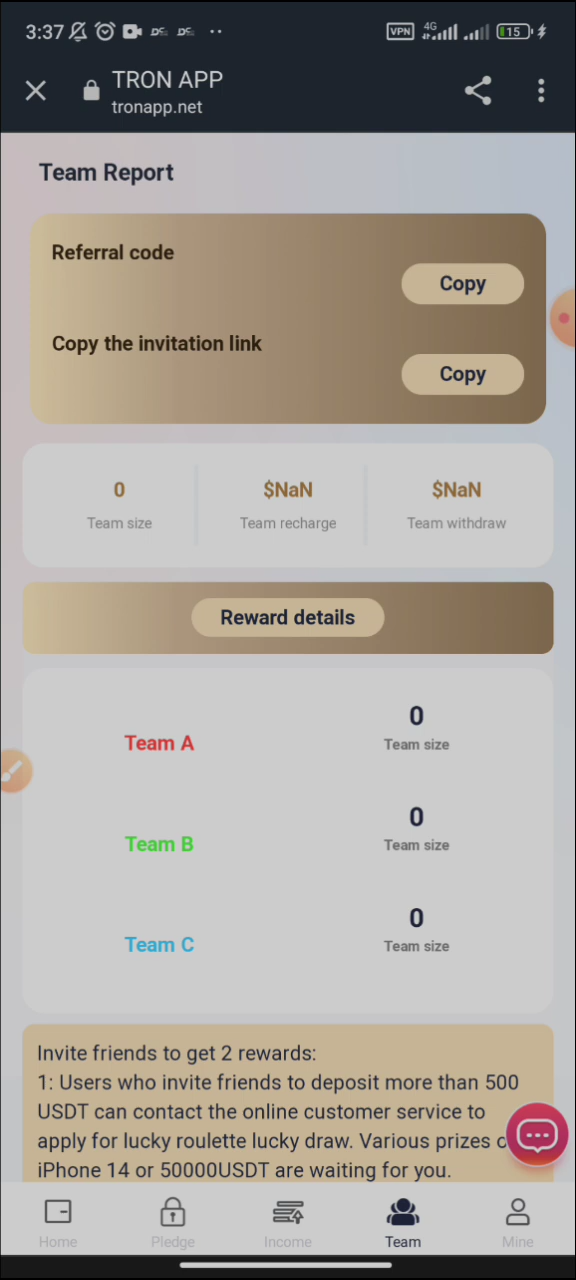 3:37
VPN 4G 15
TRON APP
tronapp.net
Team Report
Referral code
Copy
Copy the invitation link
Copy
0 $NaN $NaN
Team size Team recharge Team withdraw
Reward details
0
Team A Team size
0
Team B Team size
0
Team C Team size
Invite friends to get 2 rewards:
1: Users who invite friends to deposit more than 500
USDT can contact the online customer service to
apply for lucky roulette lucky draw. Various prizes
iPhone 14 or 50000USDT are waiting for you.
Home Pledge Income Team Mine